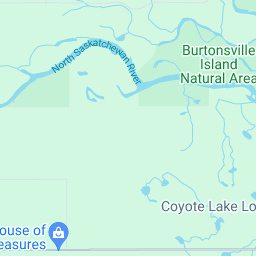 North Saskatchewan River
Burtonsville
Island
Natural Area
Coyote Lake Lo
ouse of
easures